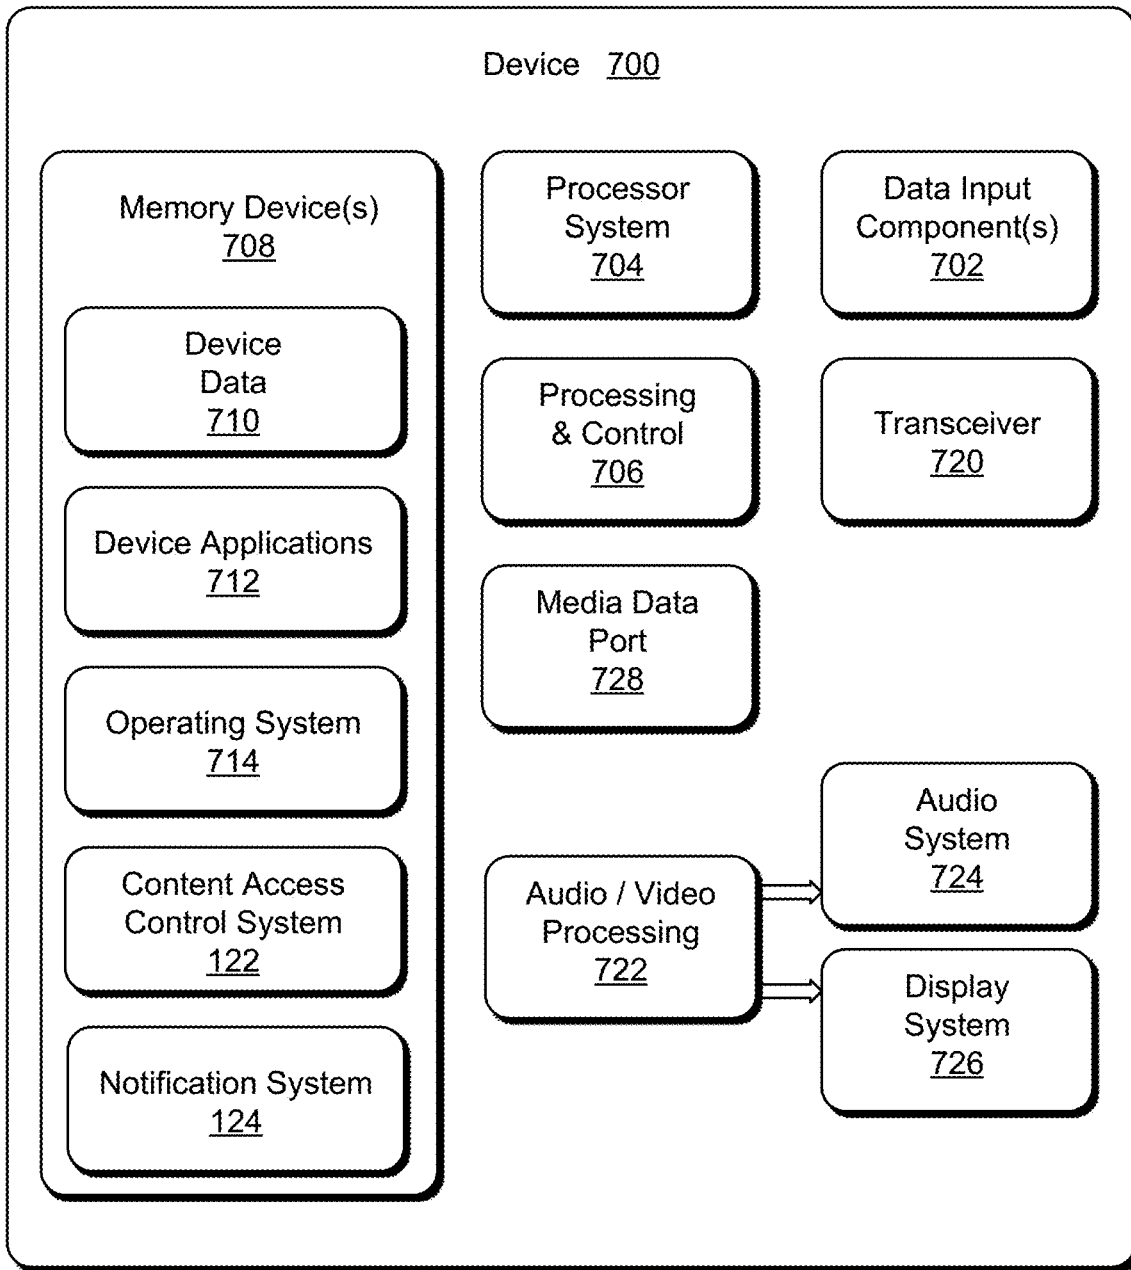 Device 700
Memory Device(s)
708
Device
Data
710
Device Applications
712
Operating System
714
Content Access
Control System
122
Notification System
124
Processor
System
704
Processing
& Control
706
Media Data
Port
728
Audio / Video
Processing
722
Data Input
Component(s)
702
Transceiver
720
Audio
System
724
Display
System
726